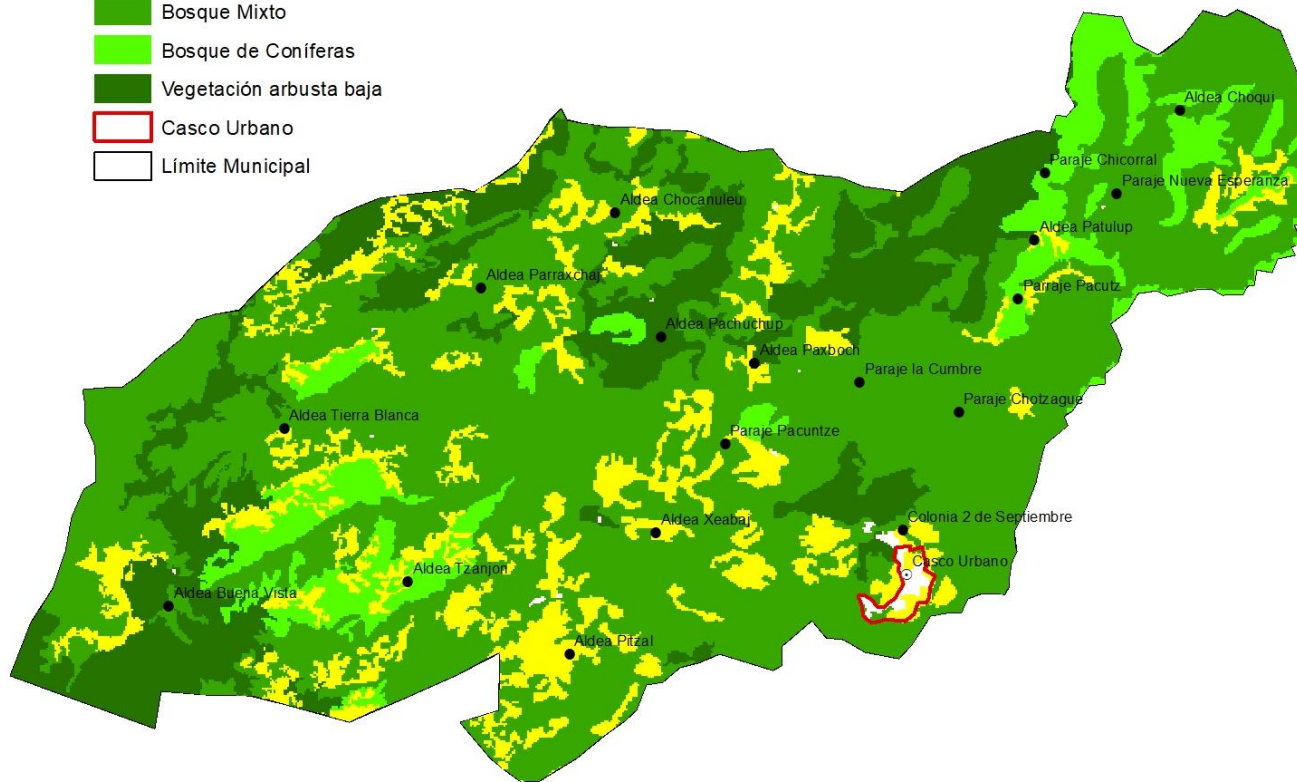 Bosque Mixto
Bosque de Coníferas
Vegetación arbusta baja
Casco Urbano
Límite Municipal
Aldea Choqui
Paraje Chicorral
Paraje Nueva Esperanza
Aldea Chocanuleu
Aldea Patulup
Aldea Parraxchaj
Parraje Pacutz
Aldea Pachuchup
Aldea Paxboch
Paraje la Cumbre
Paraje Chotzague
Aldea Tierra Blanca
Paraje Pacuntze
Colonia 2 de Septiembre
Aldea Xeabaj
Casco Urbano
Aldea Tzanjon
Aldea Buena Vista
Aldea Pitzal